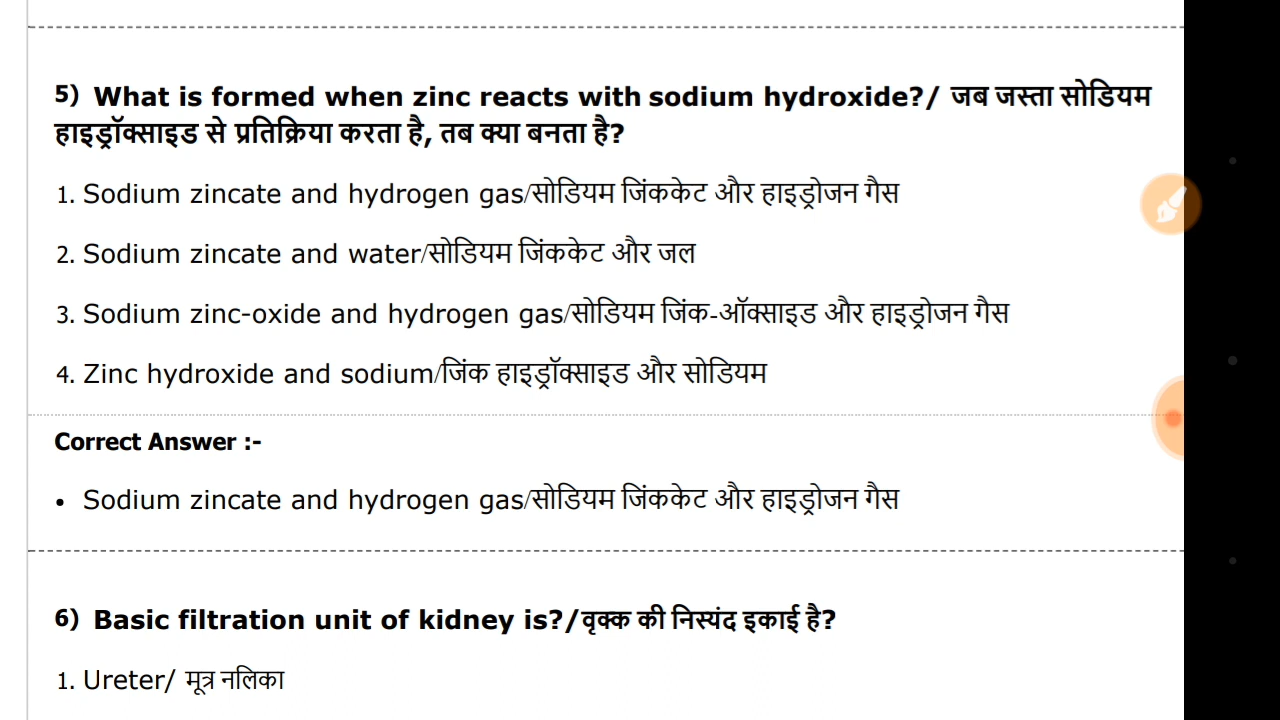 5) What is formed when zinc reacts with sodium hydroxide?/ जब जस्ता सोडियम
हाइड्रॉक्साइड से प्रतिक्रिया करता है, तब क्या बनता है?
1. Sodium zincate and hydrogen gas/सोडियम जिंककेट और हाइड्रोजन गैस
2. Sodium zincate and water/सोडियम जिंककेट और जल
3. Sodium zinc-oxide and hydrogen gas/सोडियम जिंक-ऑक्साइड और हाइड्रोजन गैस
4. Zinc hydroxide and sodium/जिंक हाइड्रॉक्साइड और सोडियम
Correct Answer :-
• Sodium zincate and hydrogen gas/सोडियम जिंककेट और हाइड्रोजन गैस
6) Basic filtration unit of kidney is?/वृक्क की निस्यंद इकाई है?
1. Ureter/ मूत्र नलिका